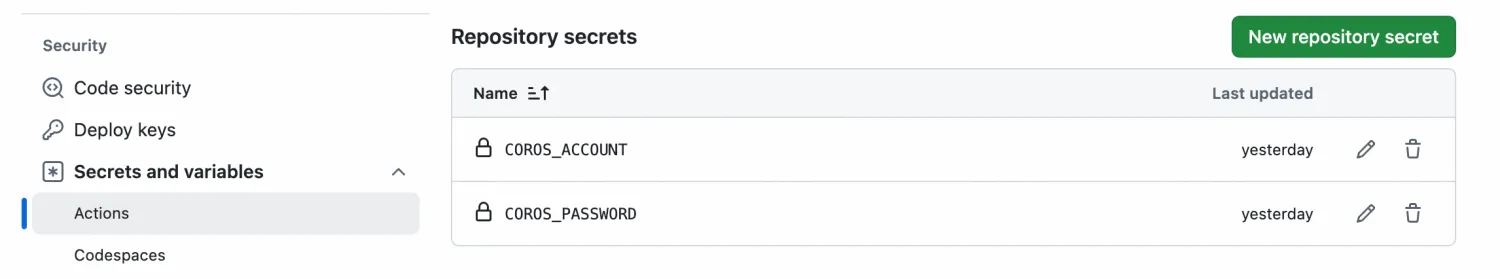 Security
Code security
Deploy keys
Secrets and variables
Actions
Codespaces
Repository secrets
New repository secret
Name Last updated
COROS_ACCOUNT yesterday
COROS_PASSWORD yesterday